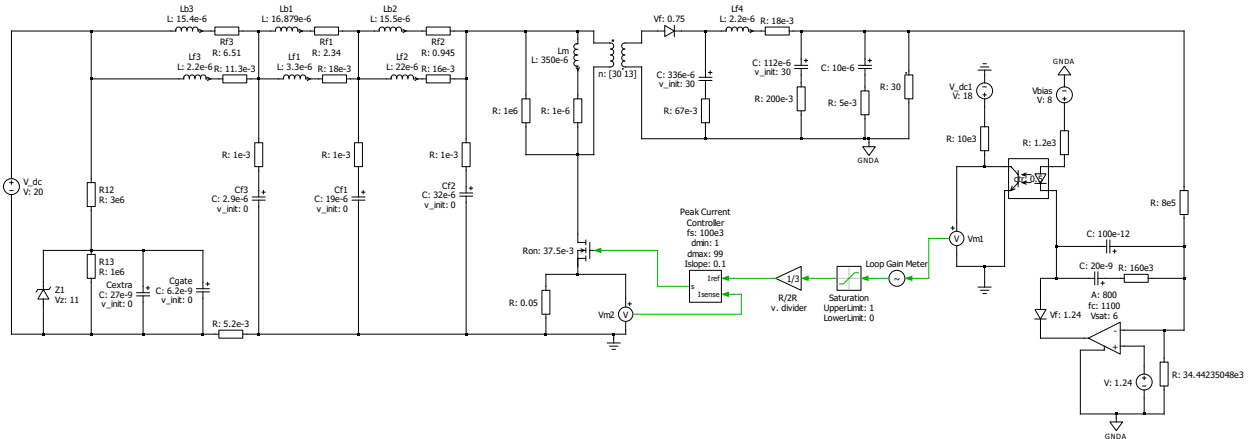 Lb3
L: 15.4e-6
Rf3
R: 6.51
Lb1
L: 16.879e-6
Rf1
R: 2.34
Lb2
L: 15.5e-6
Rf2
R: 0.945
Lf3
L: 2.2e-6
R: 11.3e-3
Lf1
L: 3.3e-6
R: 18e-3
Lf2
L: 22e-6
R: 16e-3
Lm
L: 350e-6
n: [30 13]
Vf: 0.75
Lf4
L: 2.2e-6
R: 18e-3
C: 336e-6
v_init: 30
R: 67e-3
C: 112e-6
v_init: 30
R: 200e-3
C: 10e-6
R: 5e-3
R: 30
GNDA
R: 1e6
R: 1e-6
V_dc1
V: 18
R: 10e3
GNDA
Vbias
V: 8
R: 1.2e3
V_dc
V: 20
R12
R: 3e6
R: 1e-3
Cf3
C: 2.9e-6
v_init: 0
R: 1e-3
Cf1
C: 19e-6
v_init: 0
R: 1e-3
Cf2
C: 32e-6
v_init: 0
Z1
Vz: 11
R13
R: 1e6
Cextra
C: 27e-9
v_init: 0
Cgate
C: 6.2e-9
v_init: 0
R: 5.2e-3
Ron: 37.5e-3
R: 0.05
Vm2
V
Peak Current
Controller
fs: 100e3
dmin: 1
dmax: 99
Islope: 0.1
Iref
s
Isense
1/3
R/2R
v. divider
Saturation
UpperLimit: 1
LowerLimit: 0
Loop Gain Meter
~
V
Vm1
R: 8e5
C: 100e-12
C: 20e-9
R: 160e3
A: 800
fc: 1100
Vsat: 6
Vf: 1.24
V: 1.24
R: 34.44235048e3
GNDA